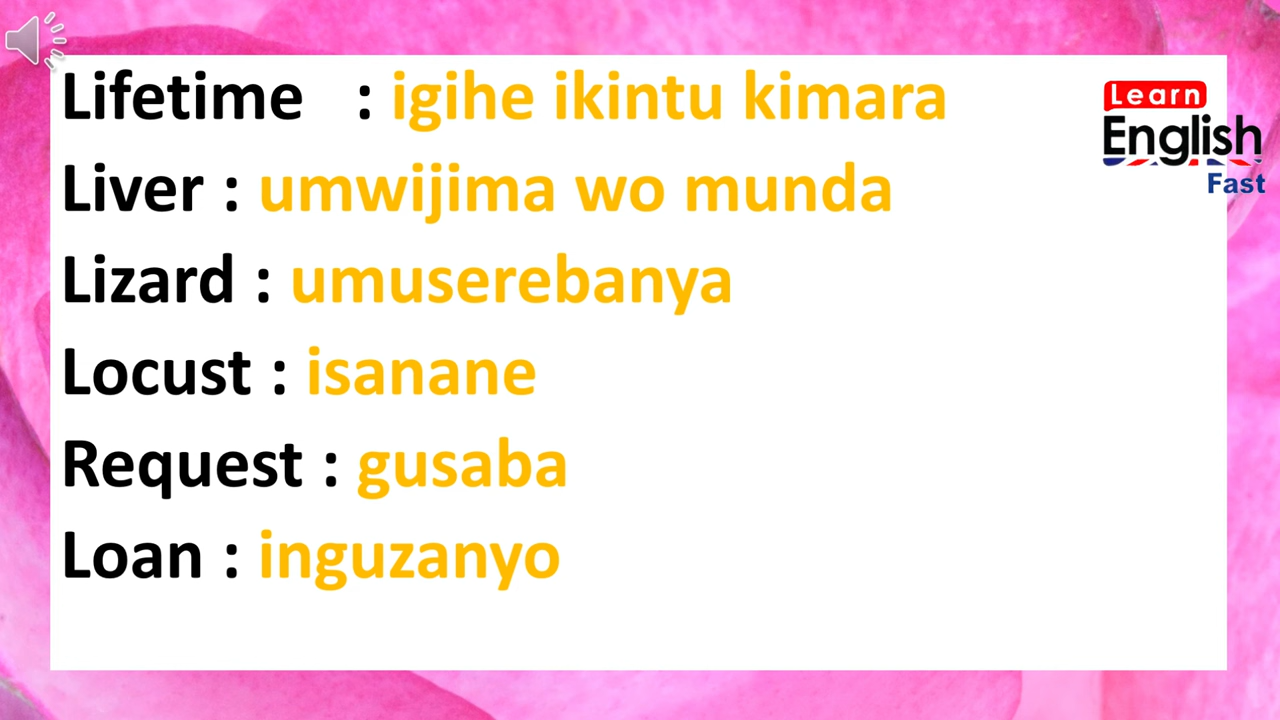 Lifetime : igihe ikintu kimara
Liver : umwijima wo munda
Lizard : umuserebanya
Locust : isanane
Request : gusaba
Loan : inguzanyo
Learn
English
Fast